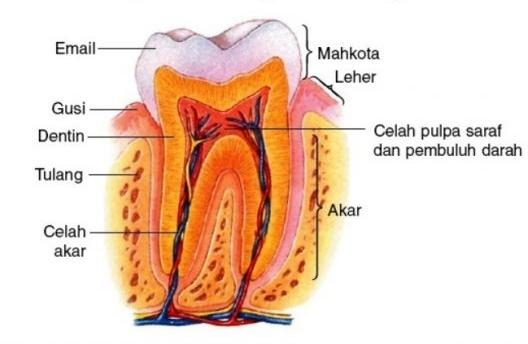 Email
Mahkota
Leher
Gusi
Dentin
Celah pulpa saraf
dan pembuluh darah
Tulang
Akar
Celah
akar